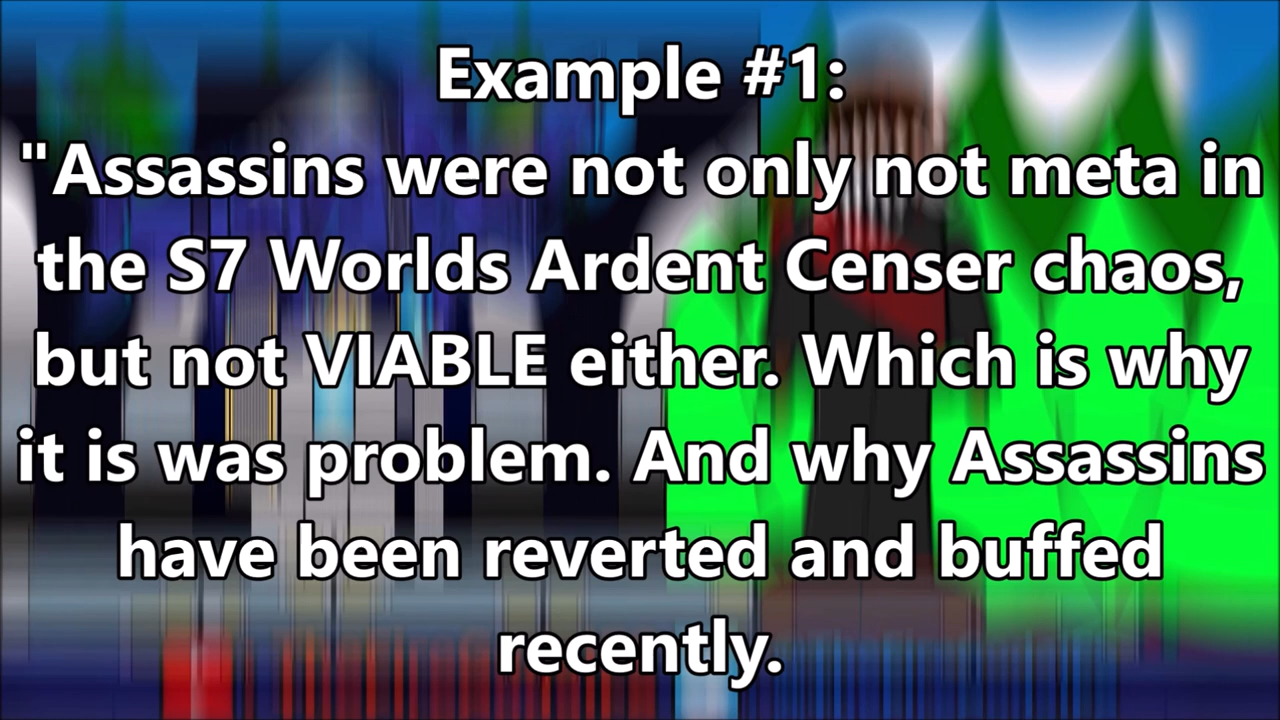 Example #1:
"Assassins were not only not meta in
the S7 Worlds Ardent Censer chaos,
but not VIABLE either. Which is why
it is was problem. And why Assassins
have been reverted and buffed
recently.